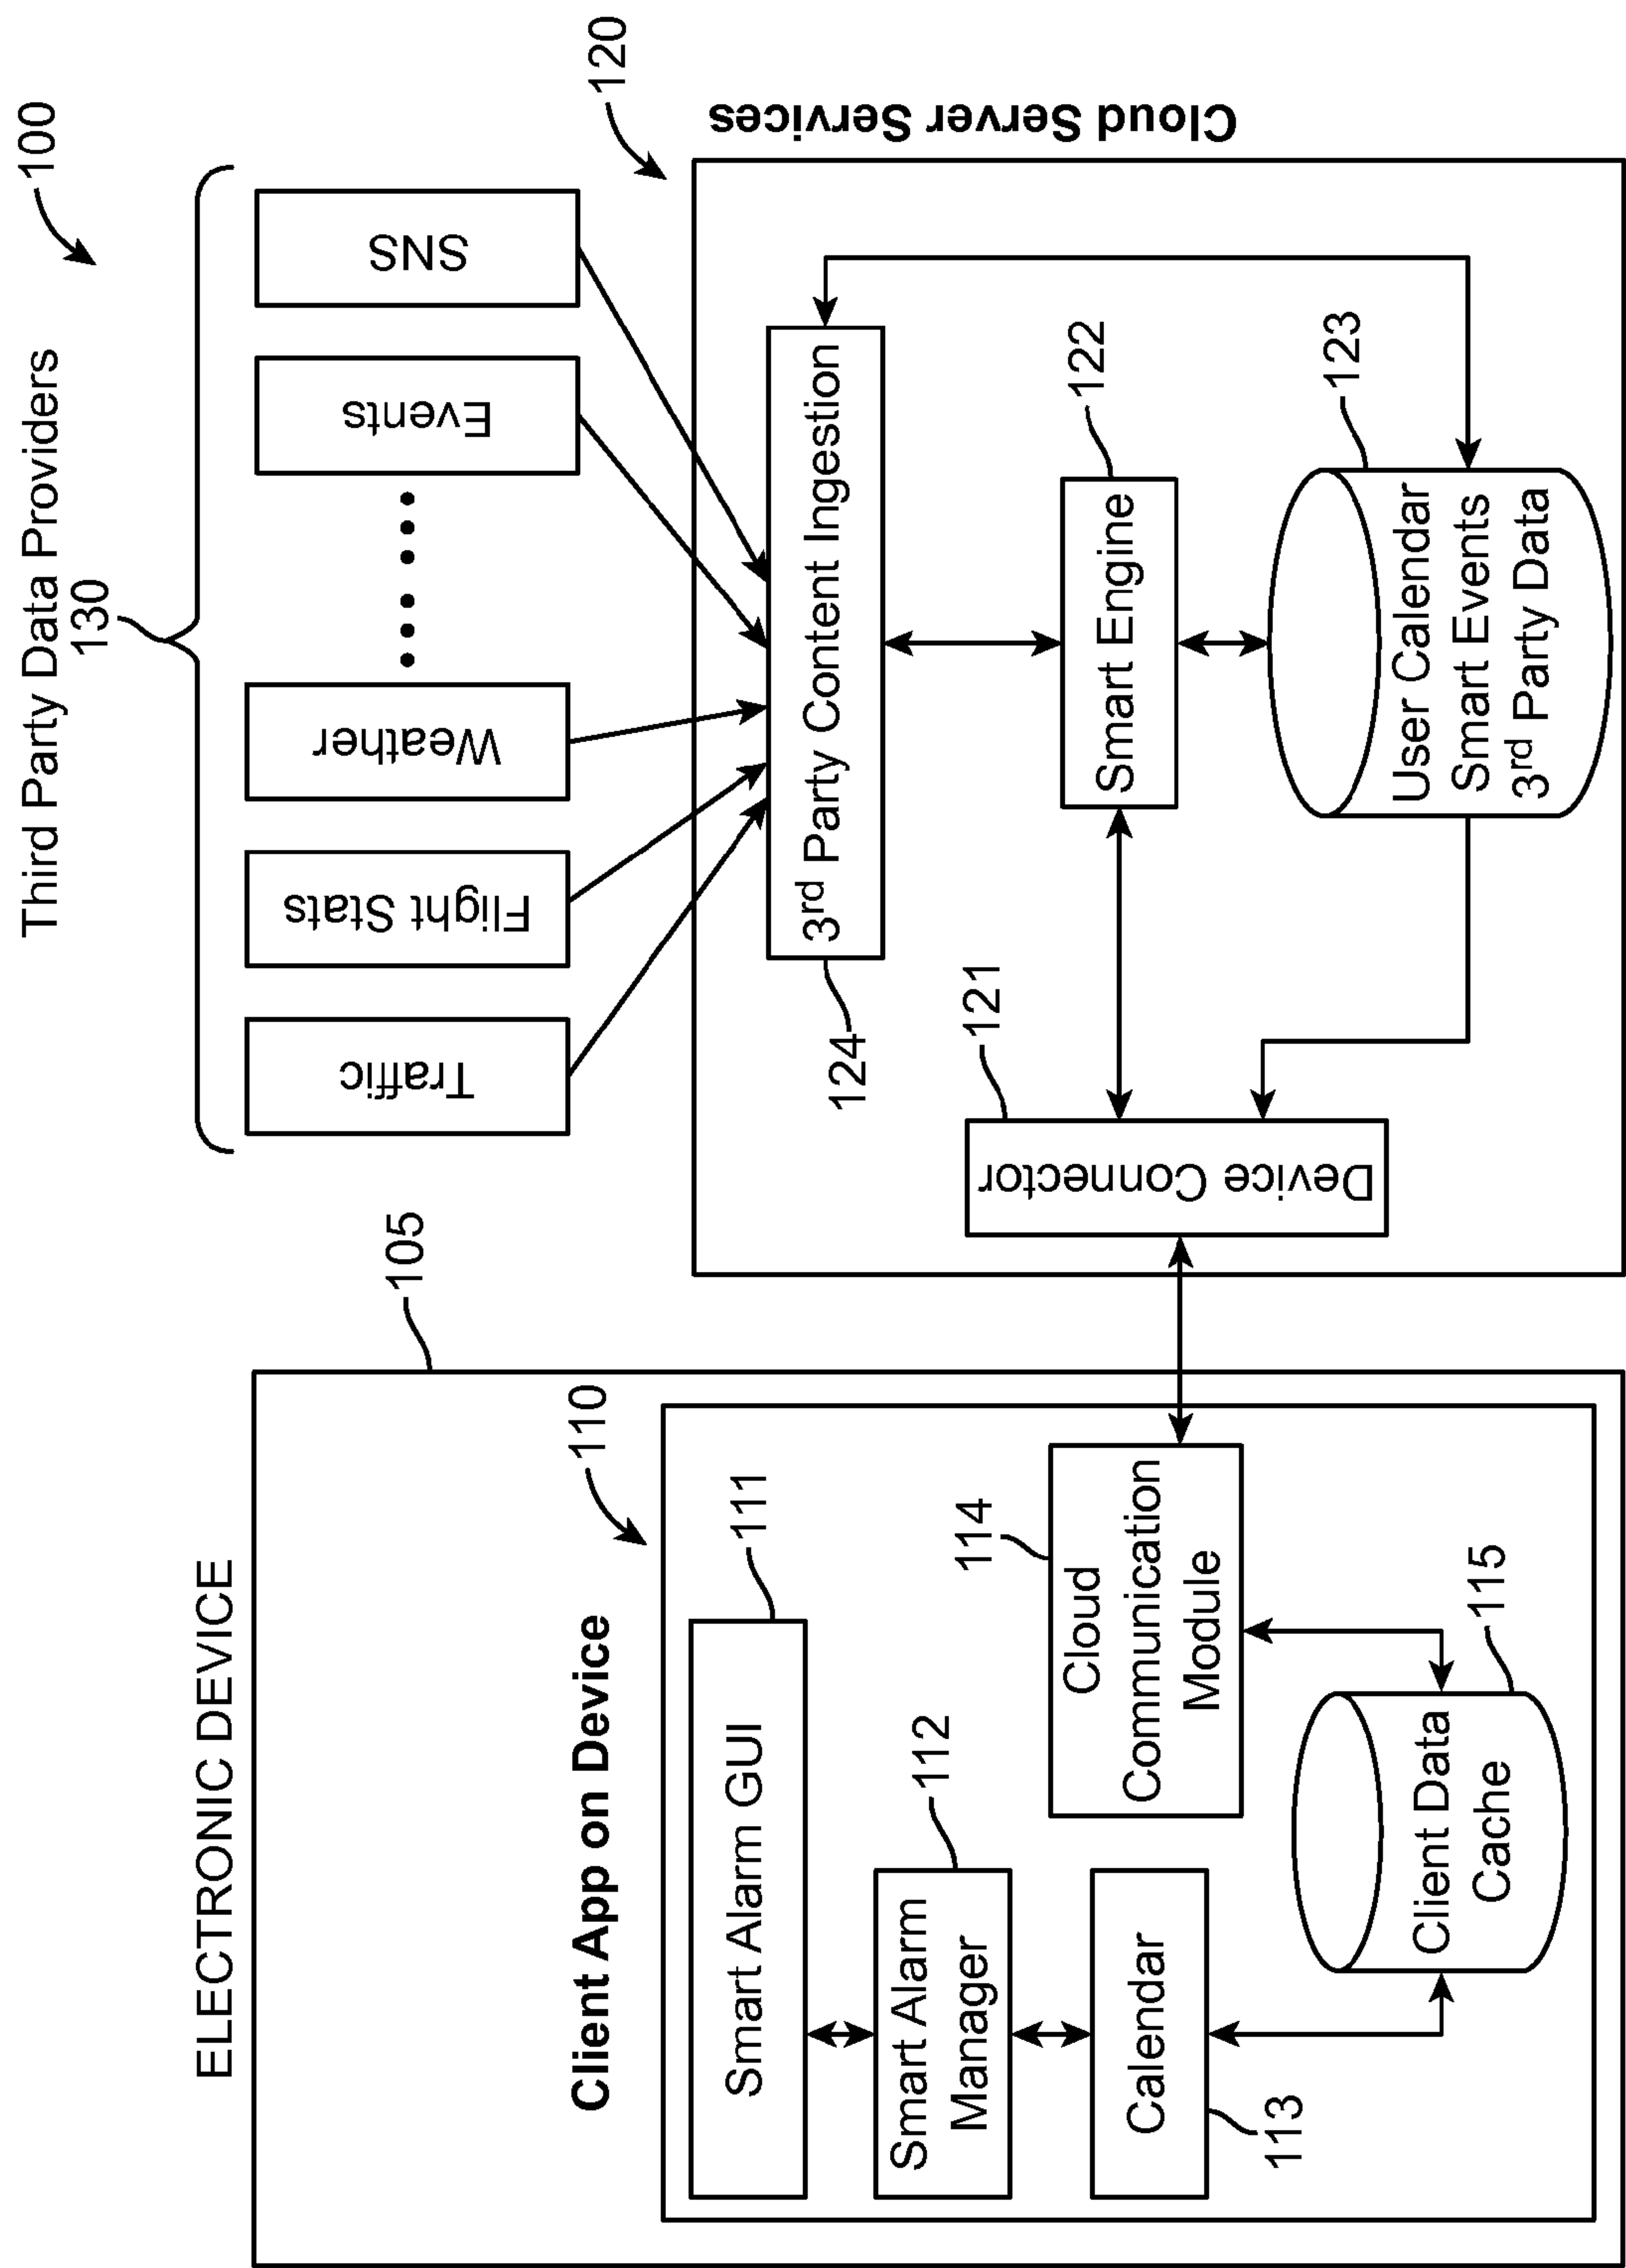 Third Party Data Providers
130
100
Traffic
Flight Stats
Weather
Events
SNS
ELECTRONIC DEVICE
105
Client App on Device
110
Smart Alarm GUI
111
Smart Alarm
Manager
112
Calendar
113
Cloud
Communication
Module
114
Client Data
Cache
115
120
Cloud Server Services
3rd Party Content Ingestion
124
Device Connector
121
Smart Engine
122
User Calendar
Smart Events
3rd Party Data
123